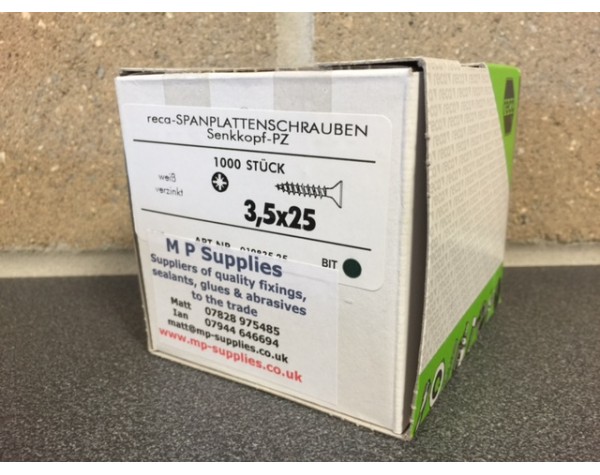 reca-SPANPLATTENSCHRAUBEN
Senkkopf-PZ
1000 STÜCK
weiß
verzinkt
3,5x25
ART.NR.
BIT
M P Supplies
Suppliers of quality fixings,
sealants, glues & abrasives
to the trade
Matt 07828 975485
Ian 07944 646694
matt@mp-supplies.co.uk
www.mp-supplies.co.uk